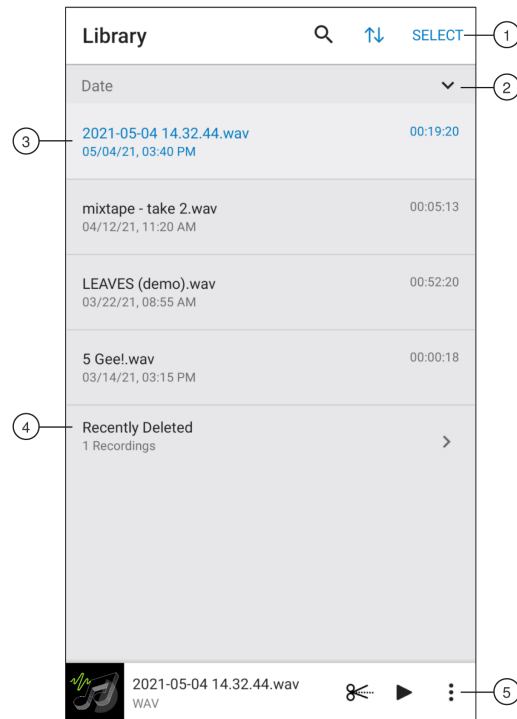 Library
SELECT
1
Date
2
3
2021-05-04 14.32.44.wav
00:19:20
05/04/21, 03:40 PM
mixtape - take 2.wav
00:05:13
04/12/21, 11:20 AM
LEAVES (demo).wav
00:52:20
03/22/21, 08:55 AM
5 Gee!.wav
00:00:18
03/14/21, 03:15 PM
4
Recently Deleted
1 Recordings
2021-05-04 14.32.44.wav
WAV
5